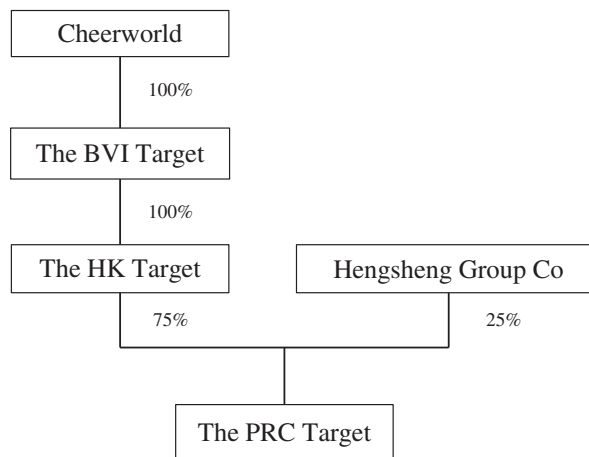 Cheerworld
100%
The BVI Target
100%
The HK Target
Hengsheng Group Co
75%
25%
The PRC Target